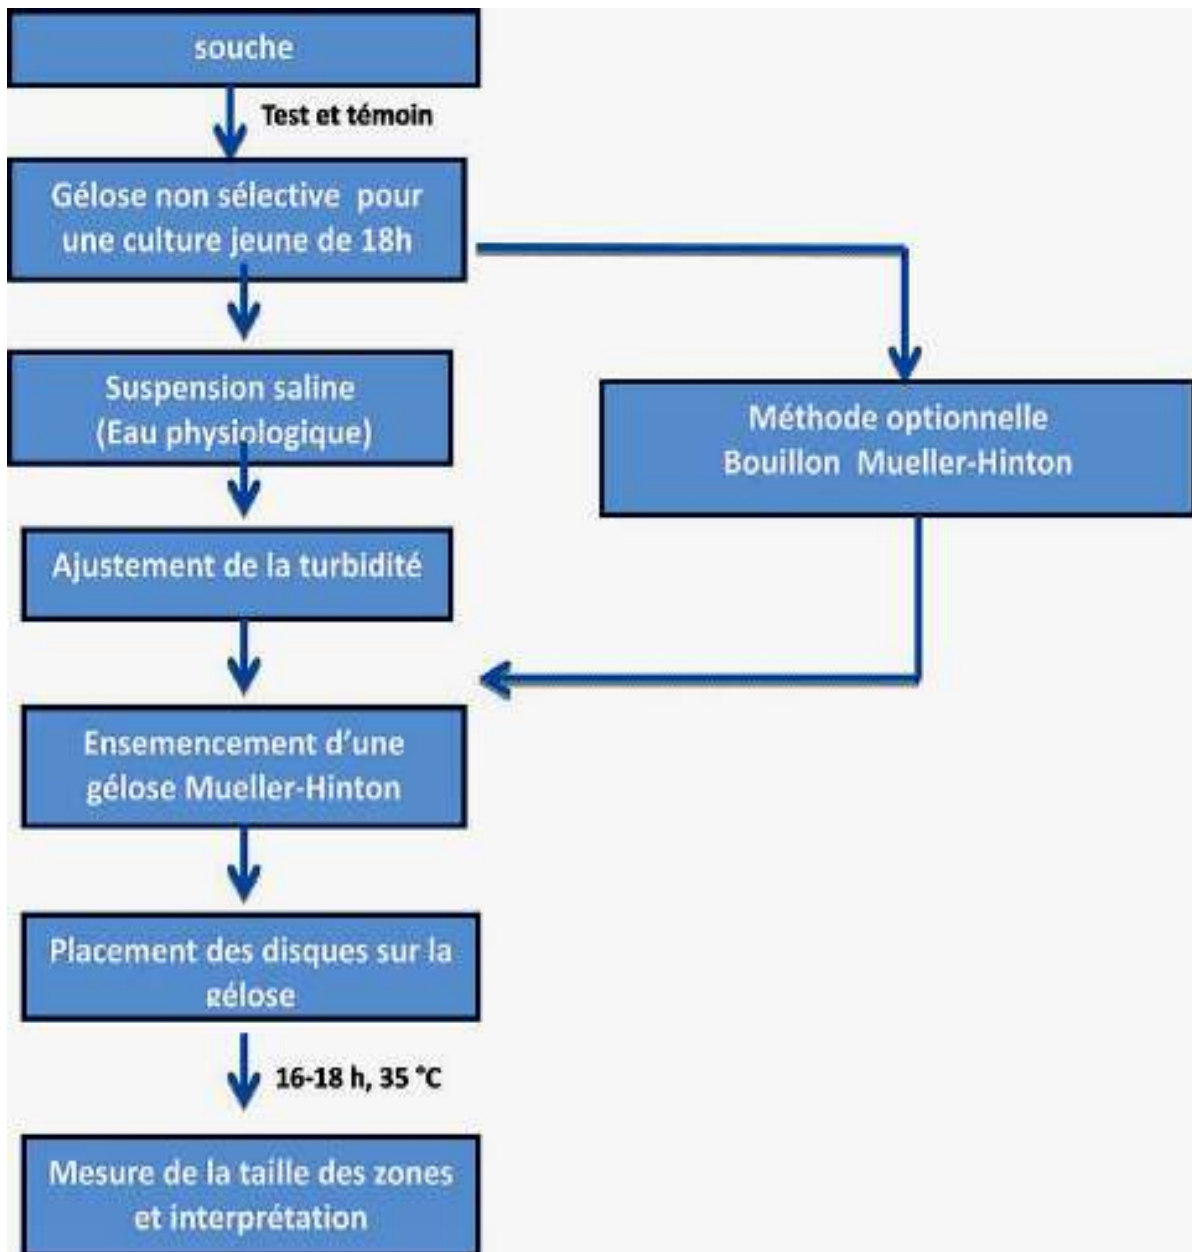 souche
Test et témoin
Gélose non sélective pour
une culture jeune de 18h
Suspension saline
(Eau physiologique)
Méthode optionnelle
Bouillon Mueller-Hinton
Ajustement de la turbidité
Ensemencement d'une
gélose Mueller-Hinton
Placement des disques sur la
gélose
16-18 h, 35 °C
Mesure de la taille des zones
et interprétation